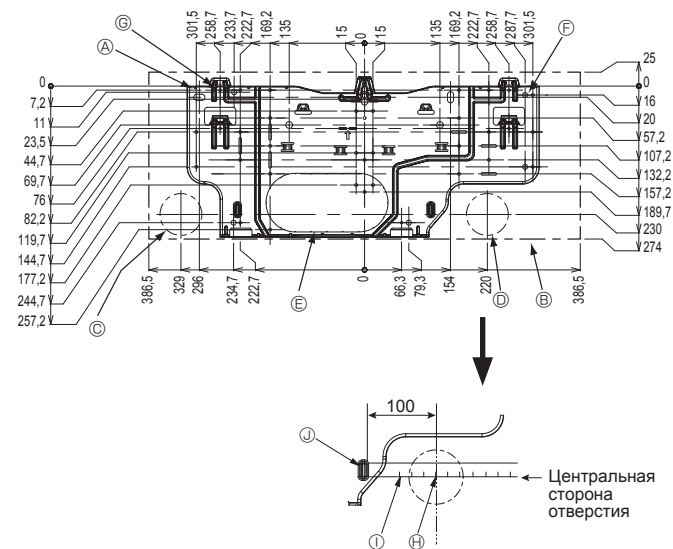 301,5 258,7 233,7 222,7 169,2 135 15 0 15 135 169,2 222,7 258,7 287,7 301,5
G
A
F
0
7,2
11
23,5
44,7
69,7
76
82,2
119,7
144,7
177,2
244,7
257,2
25
0
16
20
57,2
107,2
132,2
157,2
189,7
230
274
C
E
D
B
386,5 329 296 234,7 222,7 0 66,3 79,3 154 220 386,5
100
J
I
H
Центральная
сторона
отверстия